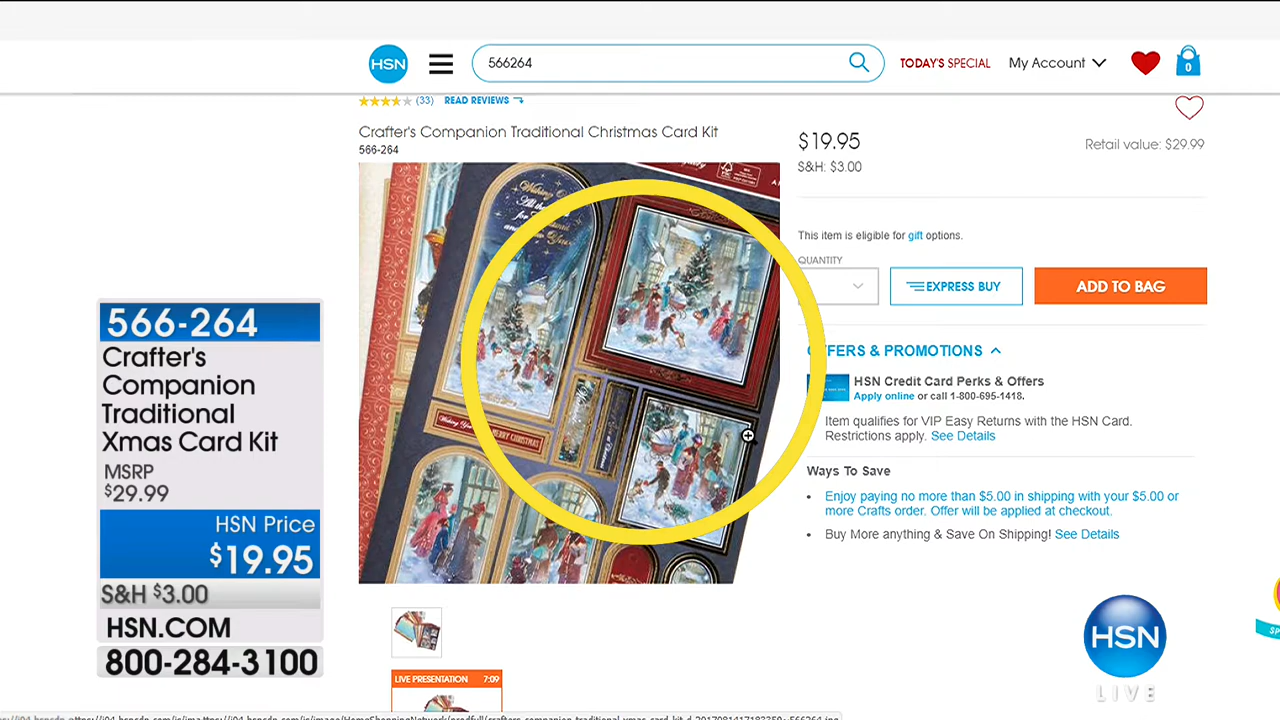 HSN
566264
TODAY'S SPECIAL
My Account
0
(33) READ REVIEWS
Crafter's Companion Traditional Christmas Card Kit
566-264
$19.95
Retail value: $29.99
S&H: $3.00
This item is eligible for gift options.
QUANTITY
EXPRESS BUY
ADD TO BAG
FFERS & PROMOTIONS
HSN Credit Card Perks & Offers
Apply online or call 1-800-695-1418.
Item qualifies for VIP Easy Returns with the HSN Card.
Restrictions apply. See Details
Ways To Save
Enjoy paying no more than $5.00 in shipping with your $5.00 or
more Crafts order. Offer will be applied at checkout.
Buy More anything & Save On Shipping! See Details
MERRY CHRISTMAS
566-264
Crafter's
Companion
Traditional
Xmas Card Kit
MSRP
$29.99
HSN Price
$19.95
S&H $3.00
HSN.COM
800-284-3100
LIVE PRESENTATION 7:09
HSN
LIVE